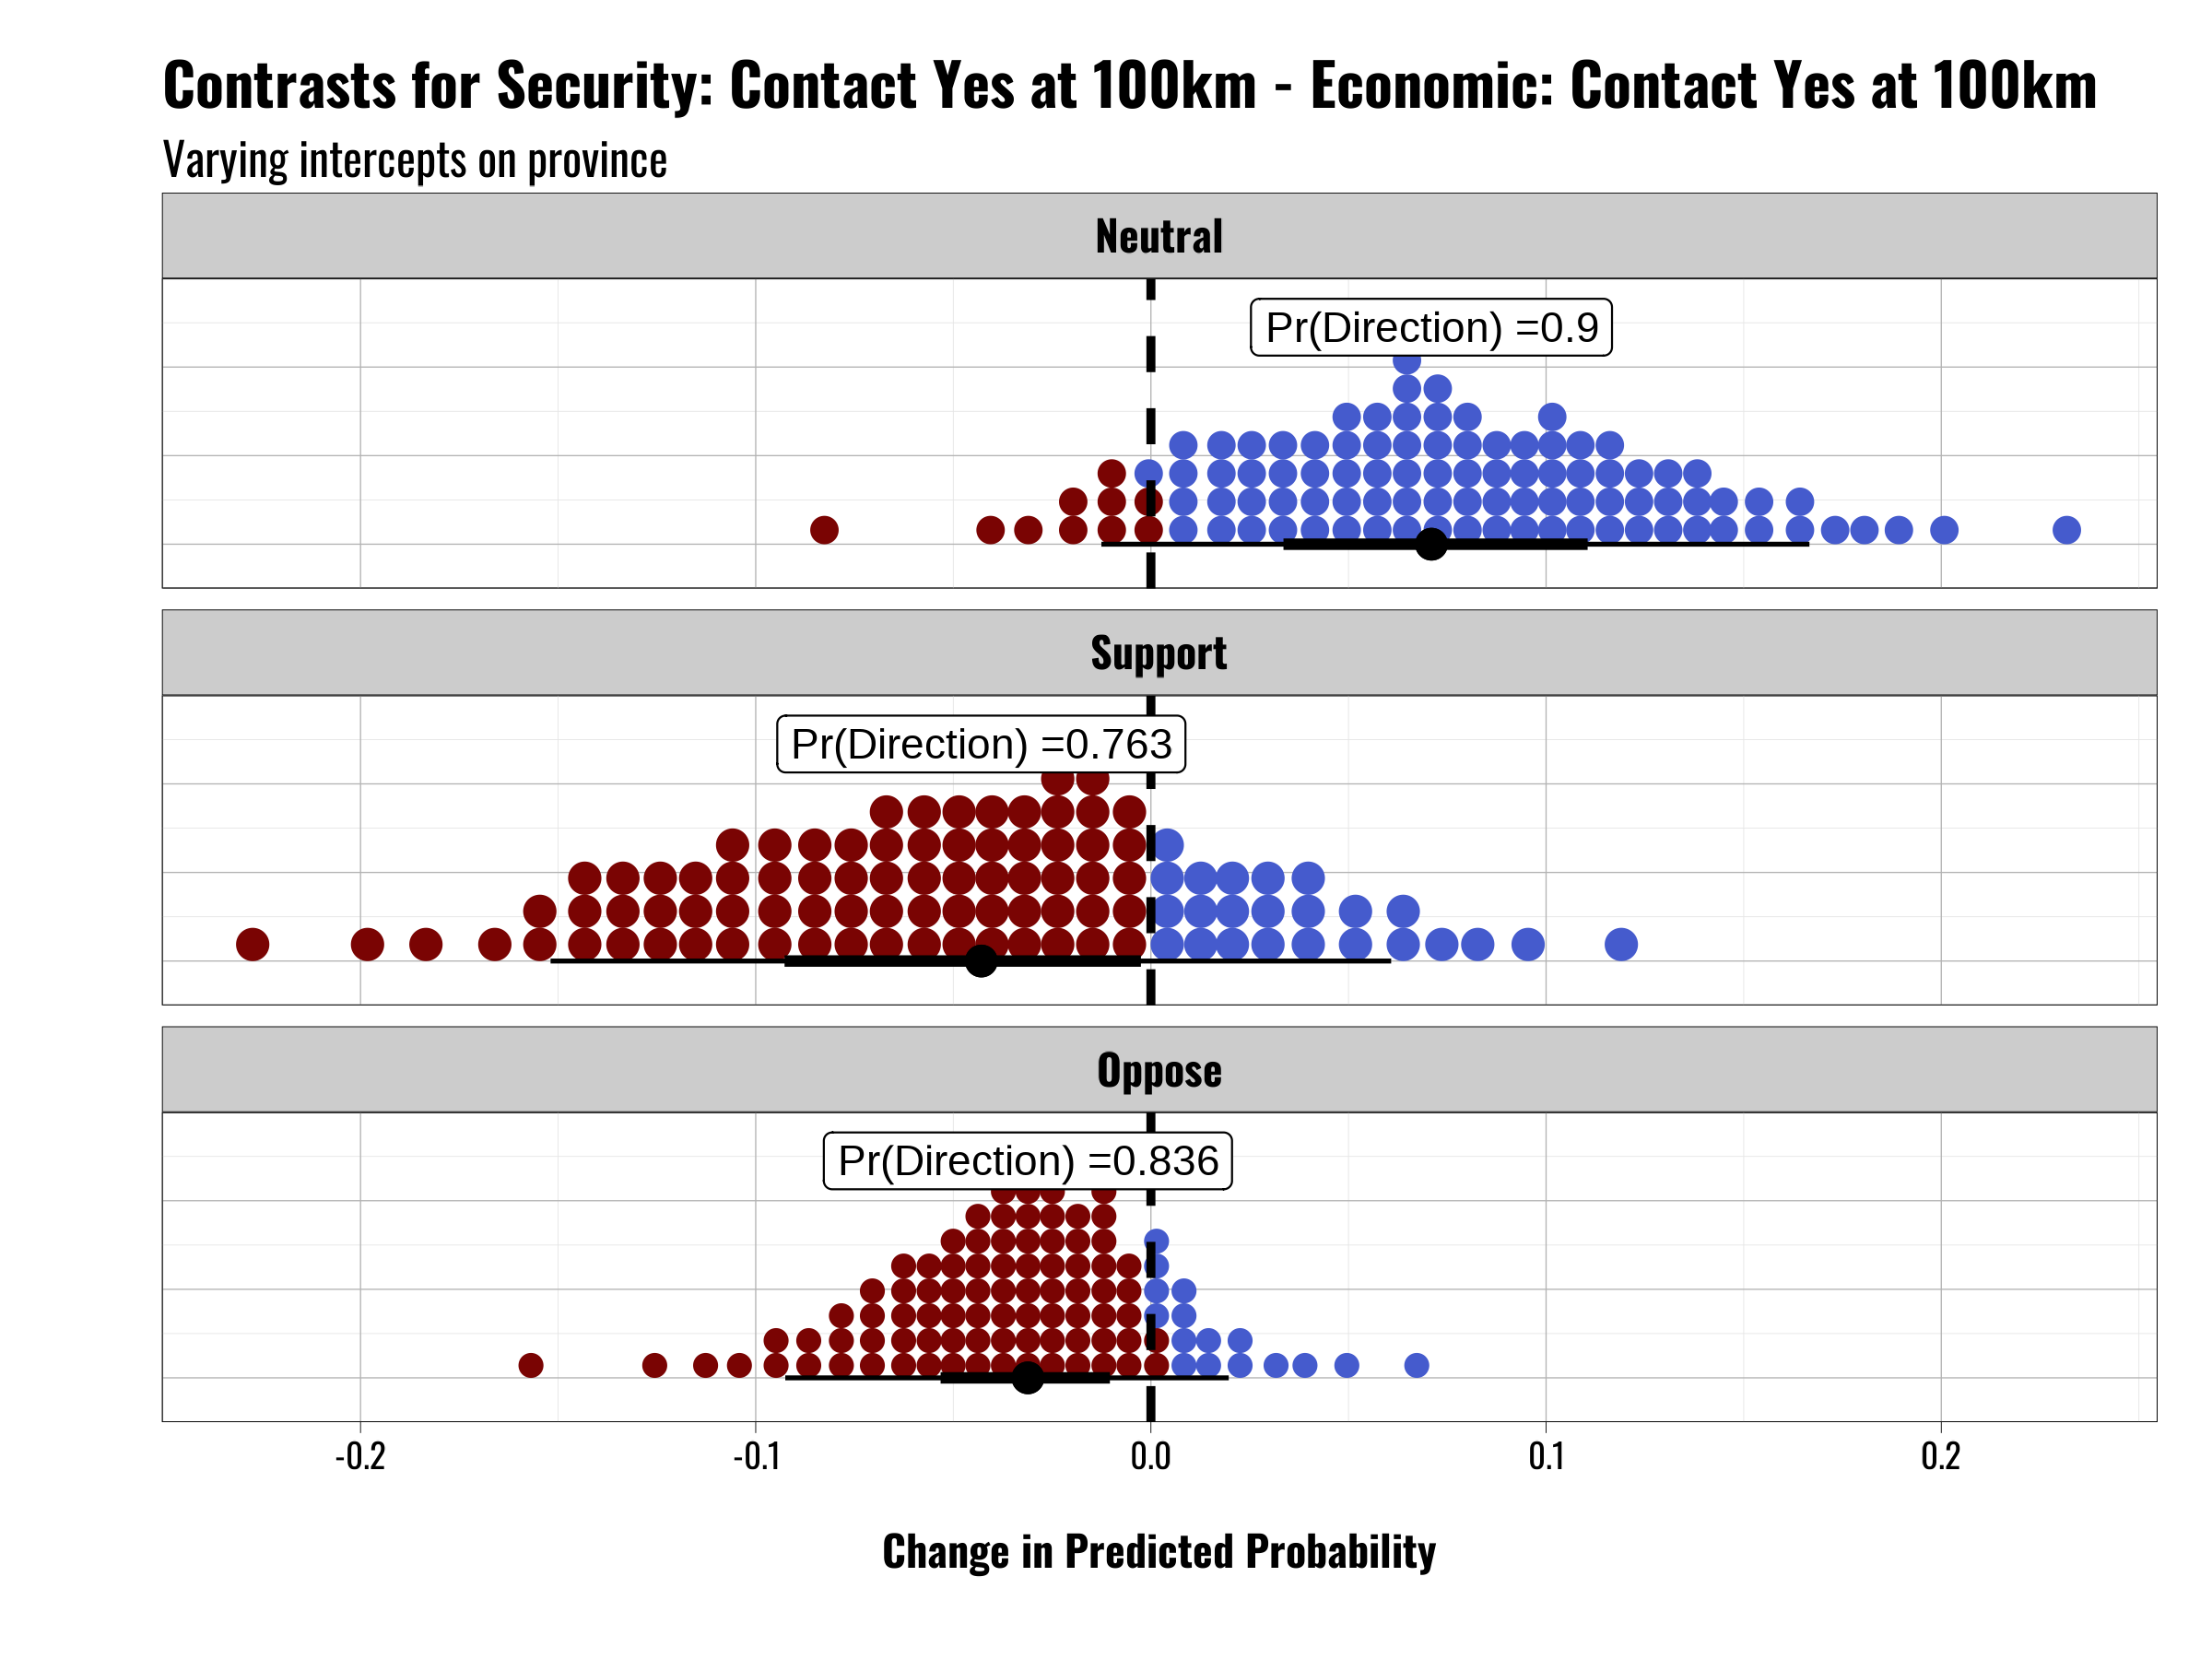 Contrasts for Security: Contact Yes at 100km - Economic: Contact Yes at 100km
Varying intercepts on province
Neutral
Pr(Direction) =0.9
Support
Pr(Direction) =0.763
Oppose
Pr(Direction) =0.836
-0.2 -0.1 0.0 0.1 0.2
Change in Predicted Probability